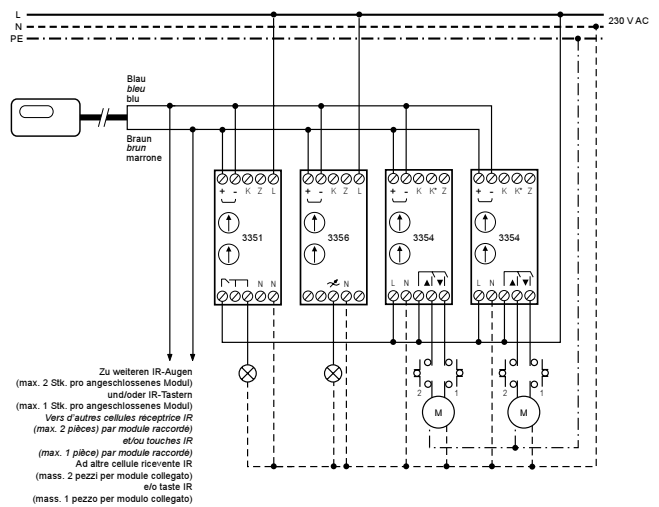 L
N
PE
230 V AC
Blau
bleu
blu
Braun
brun
marrone
+ - K Z L
3351
N N
+ - K Z L
3356
N
+ - K K* Z
3354
L N
+ - K K* Z
3354
L N
2 1
M
2 1
M
Zu weiteren IR-Augen
(max. 2 Stk. pro angeschlossenes Modul)
und/oder IR-Tastern
(max. 1 Stk. pro angeschlossenes Modul)
Vers d'autres cellules réceptrice IR
(max. 2 pièces) par module raccordé)
et/ou touches IR
(max. 1 pièce) par module raccordé)
Ad altre cellule ricevente IR
(mass. 2 pezzi per module collegato)
e/o taste IR
(mass. 1 pezzo per modulo collegato)